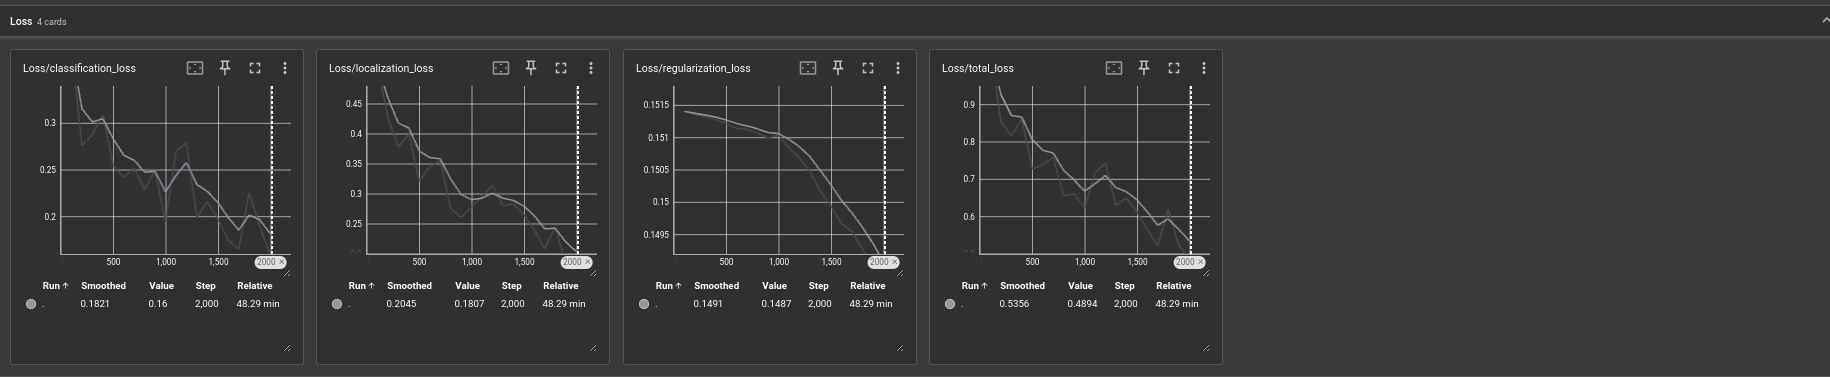 Loss 4 cards
Loss/classification_loss
0.3
0.25
0.2
500 1,000 1,500 2000 ×
Run ↑ Smoothed Value Step Relative
. 0.1821 0.16 2,000 48.29 min
Loss/localization_loss
0.45
0.4
0.35
0.3
0.25
500 1,000 1,500 2000 ×
Run ↑ Smoothed Value Step Relative
. 0.2045 0.1807 2,000 48.29 min
Loss/regularization_loss
0.1515
0.151
0.1505
0.15
0.1495
500 1,000 1,500 2000 ×
Run ↑ Smoothed Value Step Relative
. 0.1491 0.1487 2,000 48.29 min
Loss/total_loss
0.9
0.8
0.7
0.6
500 1,000 1,500 2000 ×
Run ↑ Smoothed Value Step Relative
. 0.5356 0.4894 2,000 48.29 min